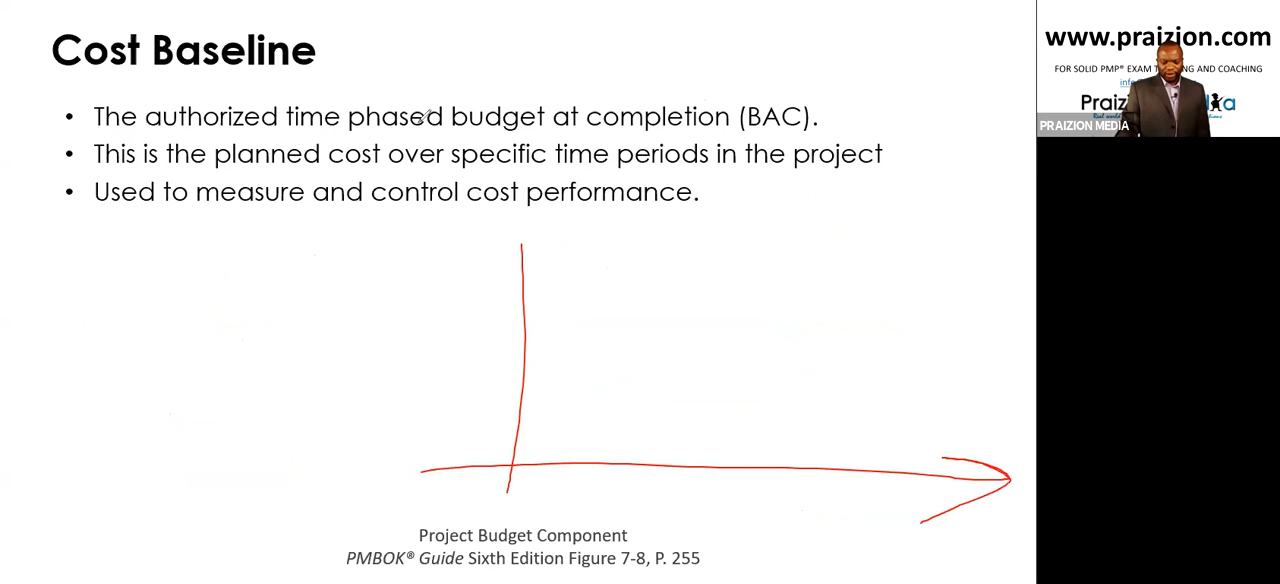 Cost Baseline
• The authorized time phased budget at completion (BAC).
• This is the planned cost over specific time periods in the project
• Used to measure and control cost performance.
Project Budget Component
PMBOK® Guide Sixth Edition Figure 7-8, P. 255
www.praizion.com
FOR SOLID PMP® EXAM AND COACHING
PRAIZION MEDIA